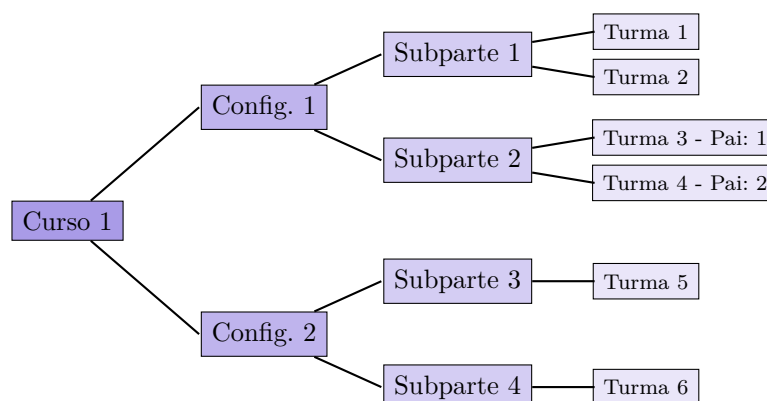 Turma 1
Subparte 1
Turma 2
Config. 1
Turma 3 - Pai: 1
Subparte 2
Turma 4 - Pai: 2
Curso 1
Subparte 3
Turma 5
Config. 2
Subparte 4
Turma 6